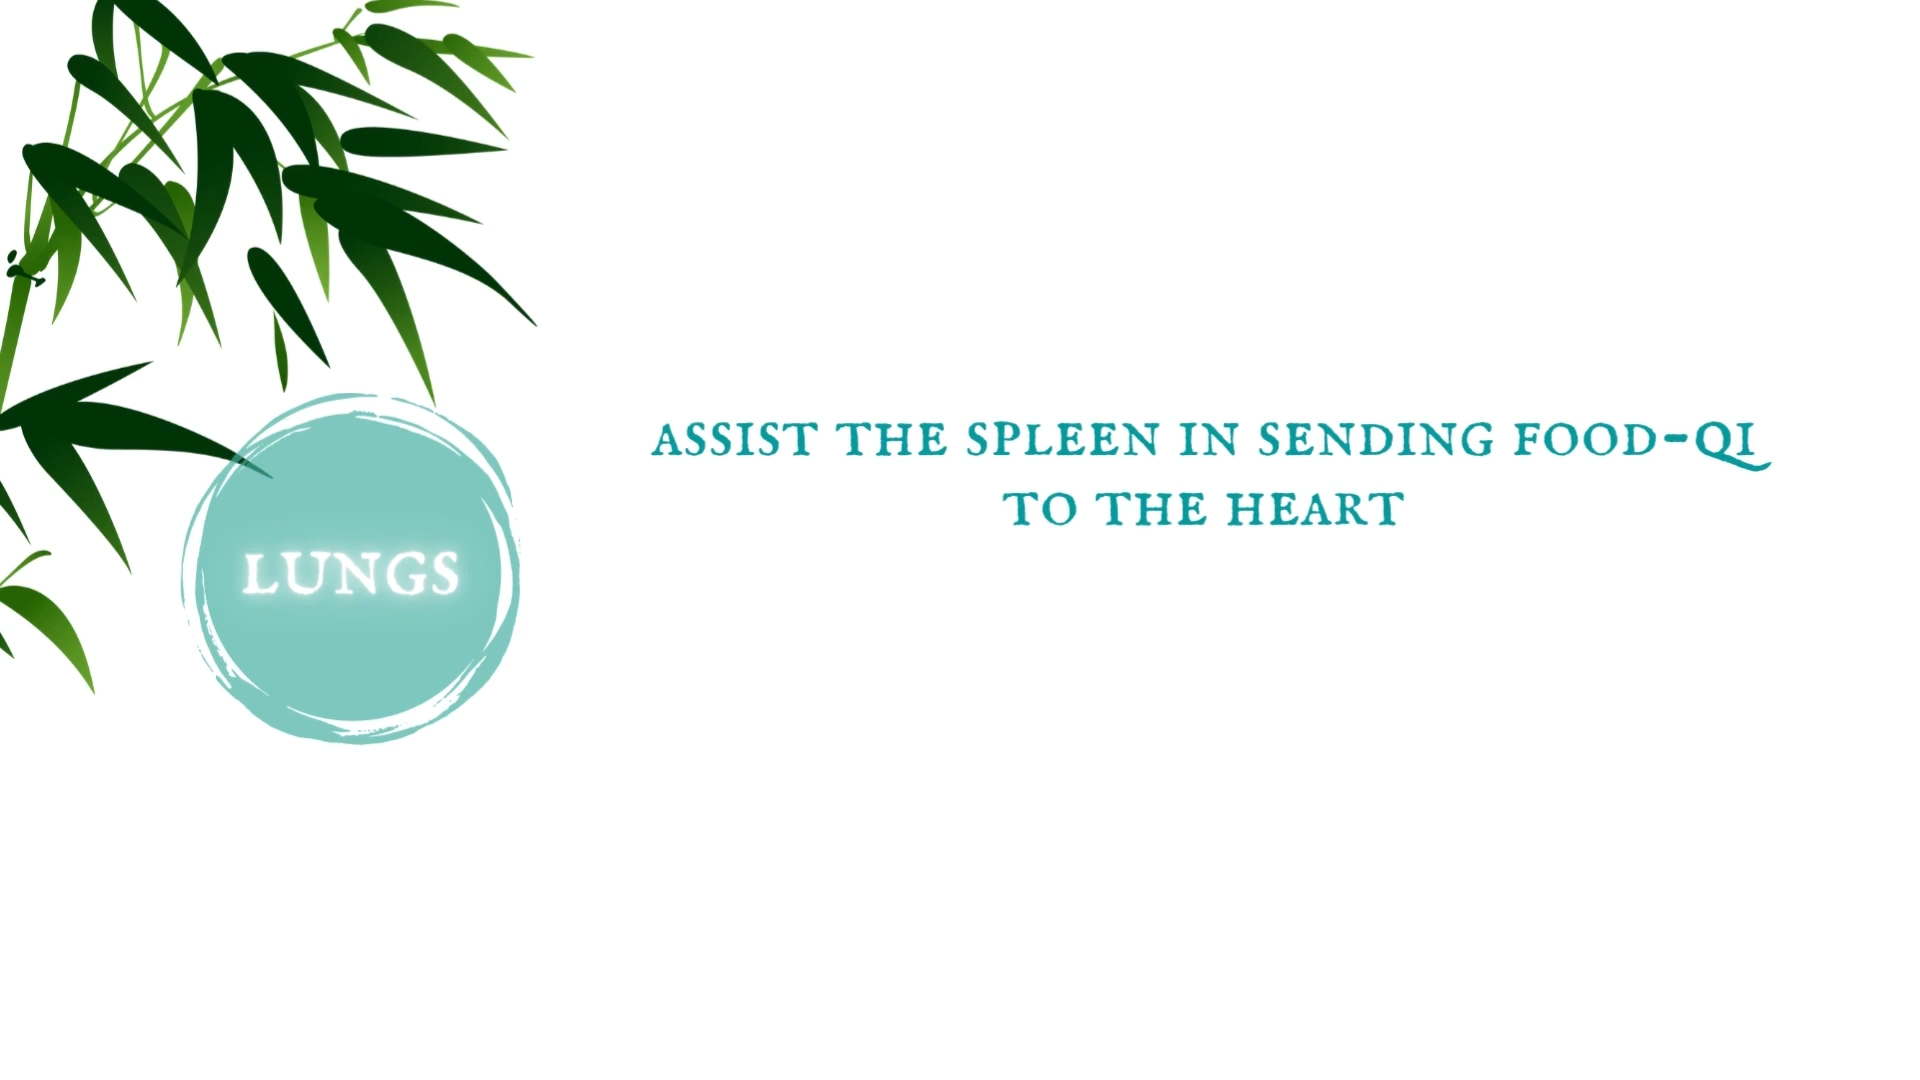 LUNGS
ASSIST THE SPLEEN IN SENDING FOOD-QI
TO THE HEART